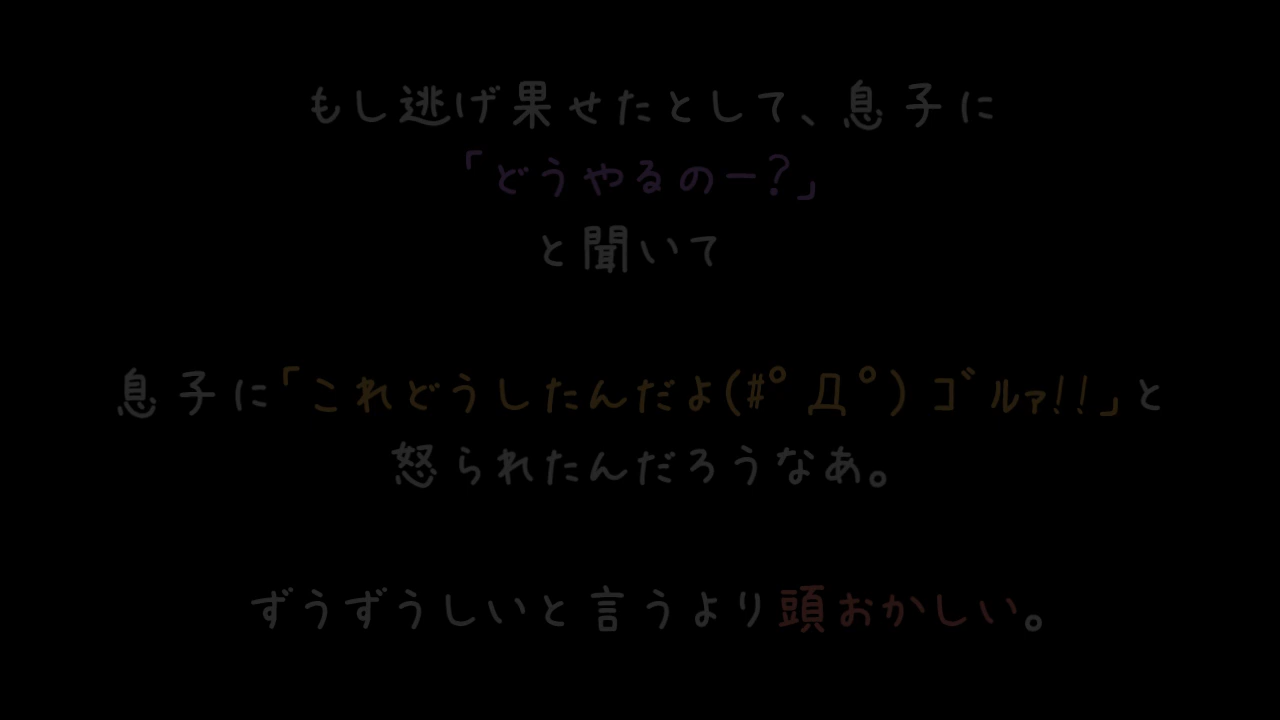 もし逃げ果せたとして、息子に
「どうやるのー?」
と聞いて
息子に「これどうしたんだよ(#ﾟДﾟ) ｺﾞﾙｧ!!」と
怒られたんだろうなあ。
ずうずうしいと言うより頭おかしい。